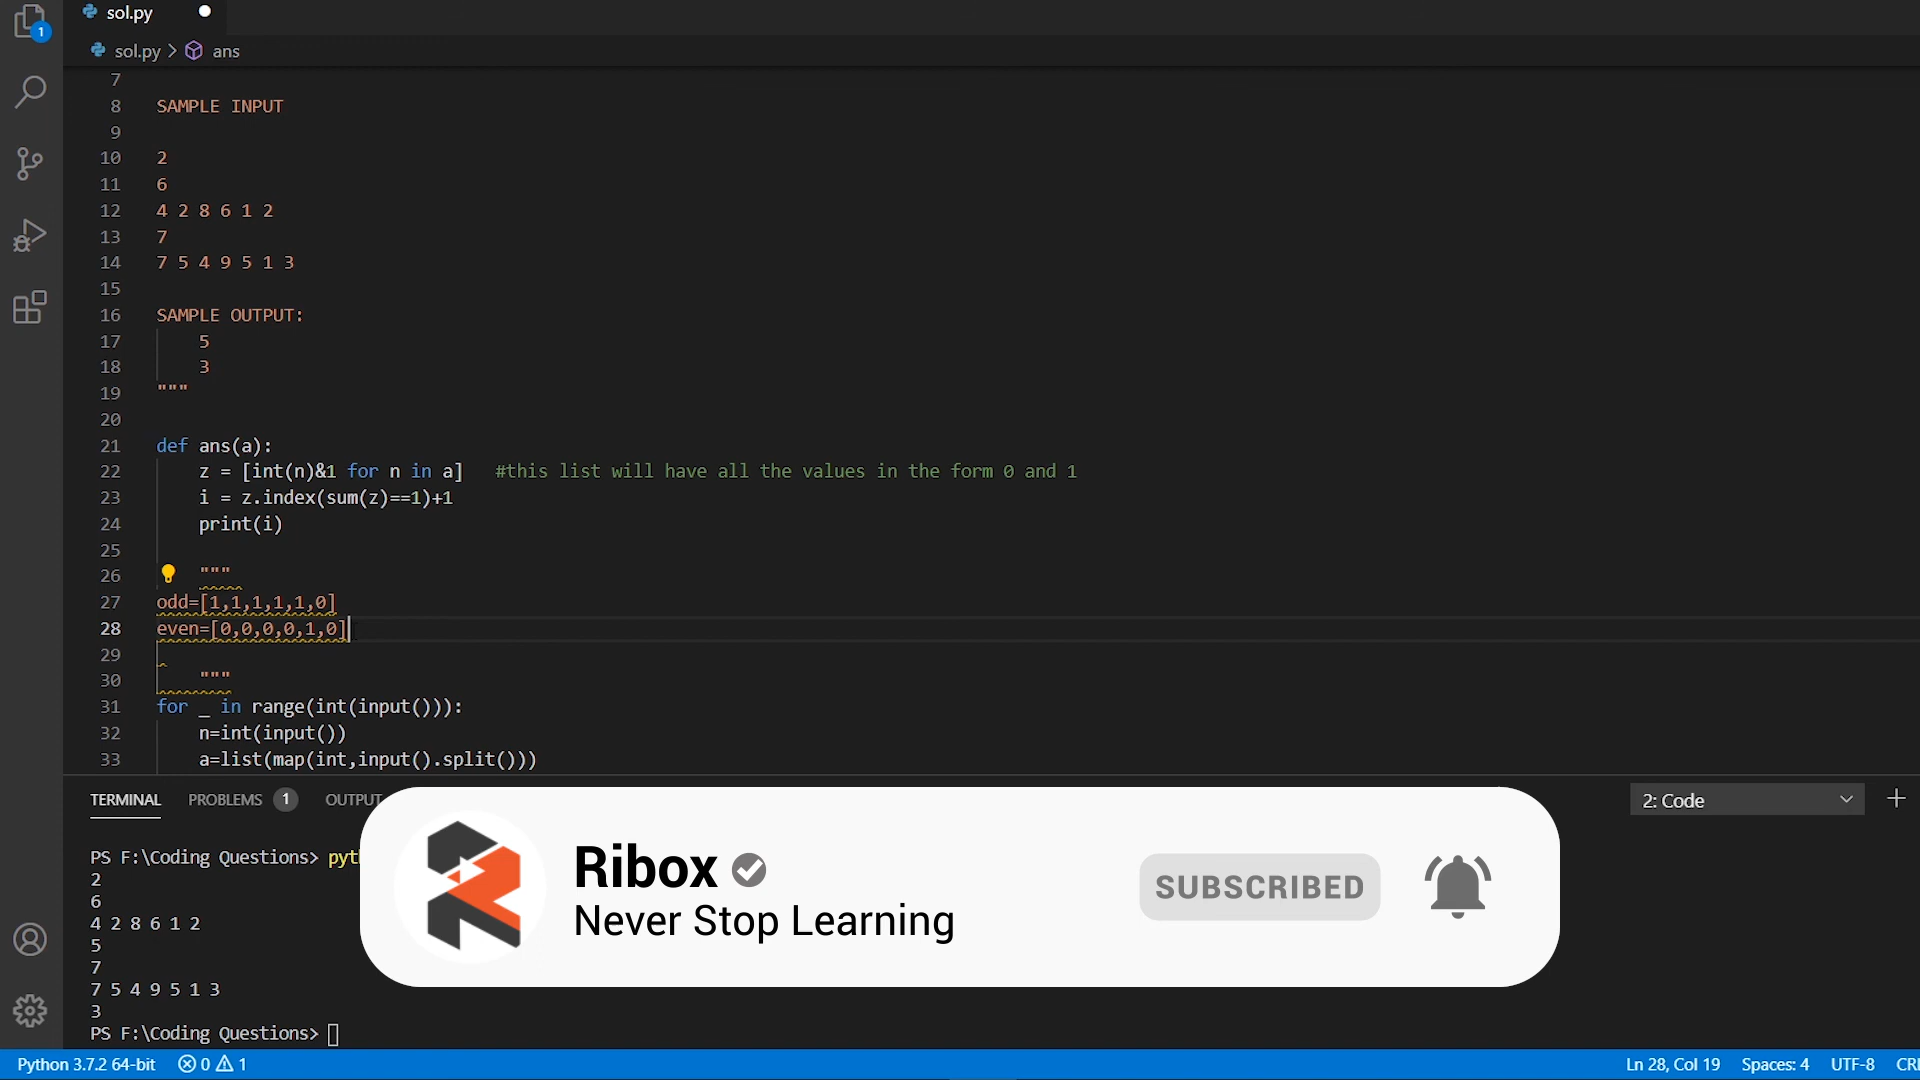 1
sol.py
sol.py > ans
7
8 SAMPLE INPUT
9
10 2
11 6
12 4 2 8 6 1 2
13 7
14 7 5 4 9 5 1 3
15
16 SAMPLE OUTPUT:
17 5
18 3
19 """
20
21 def ans(a):
22 z = [int(n)&1 for n in a] #this list will have all the values in the form 0 and 1
23 i = z.index(sum(z)==1)+1
24 print(i)
25
26 """
27 odd=[1,1,1,1,1,0]
28 even=[0,0,0,0,1,0]
29
30 """
31 for _ in range(int(input())):
32 n=int(input())
33 a=list(map(int,input().split()))
TERMINAL PROBLEMS 1 OUTPUT 2: Code
PS F:\Coding Questions> pyt
2
6
4 2 8 6 1 2
5
7
7 5 4 9 5 1 3
3
PS F:\Coding Questions>
Ribox
Never Stop Learning
SUBSCRIBED
Python 3.7.2 64-bit 0 1 Ln 28, Col 19 Spaces: 4 UTF-8 CR